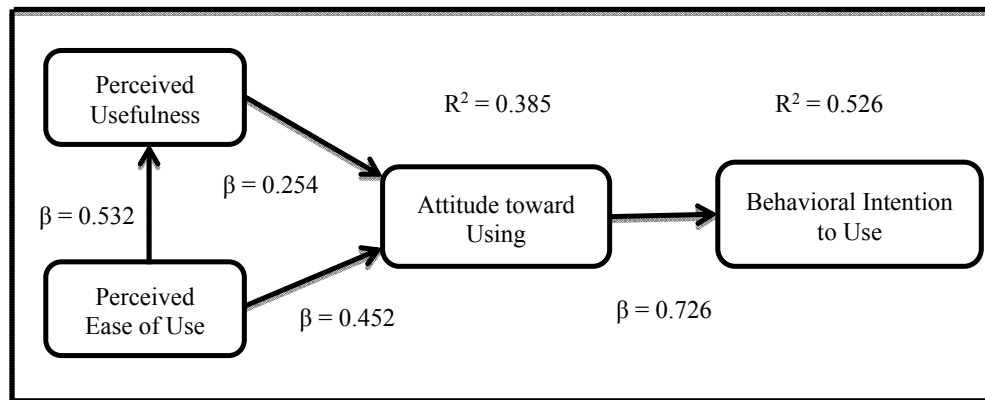 Perceived
Usefulness
R² = 0.385
R² = 0.526
β = 0.254
β = 0.532
Attitude toward
Using
Behavioral Intention
to Use
Perceived
Ease of Use
β = 0.452
β = 0.726